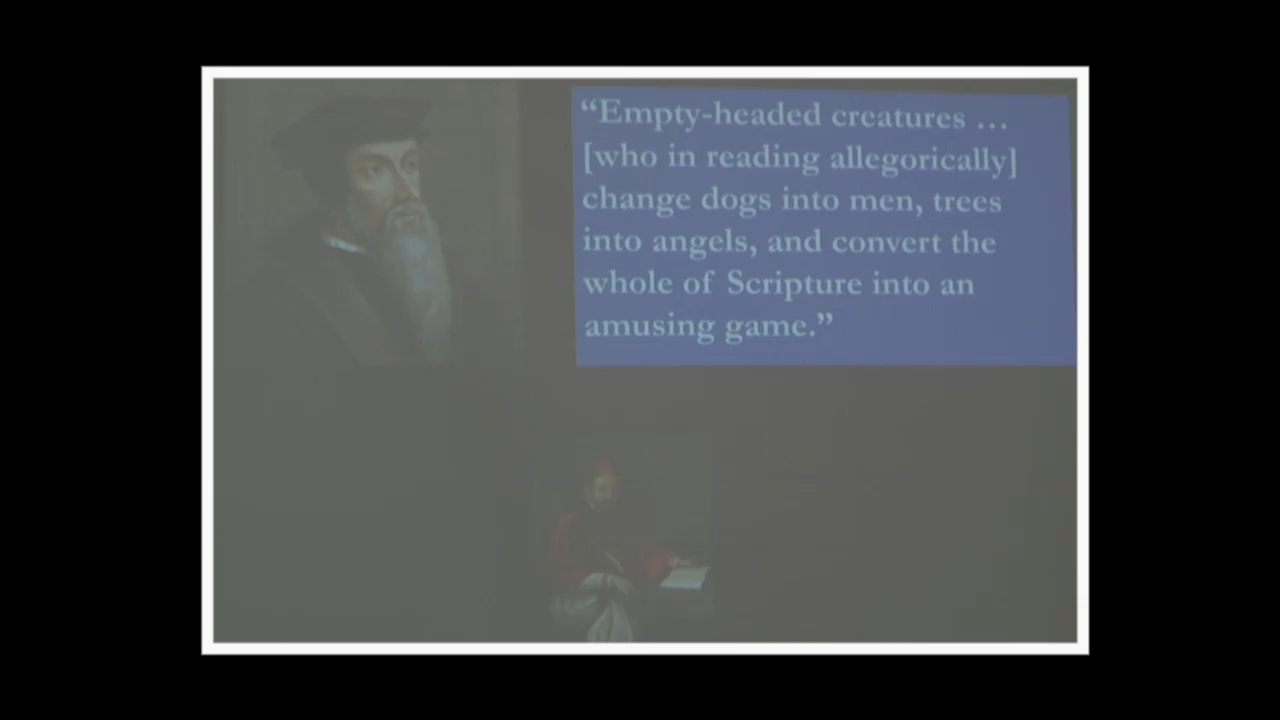 “Empty-headed creatures …
[who in reading allegorically]
change dogs into men, trees
into angels, and convert the
whole of Scripture into an
amusing game.”